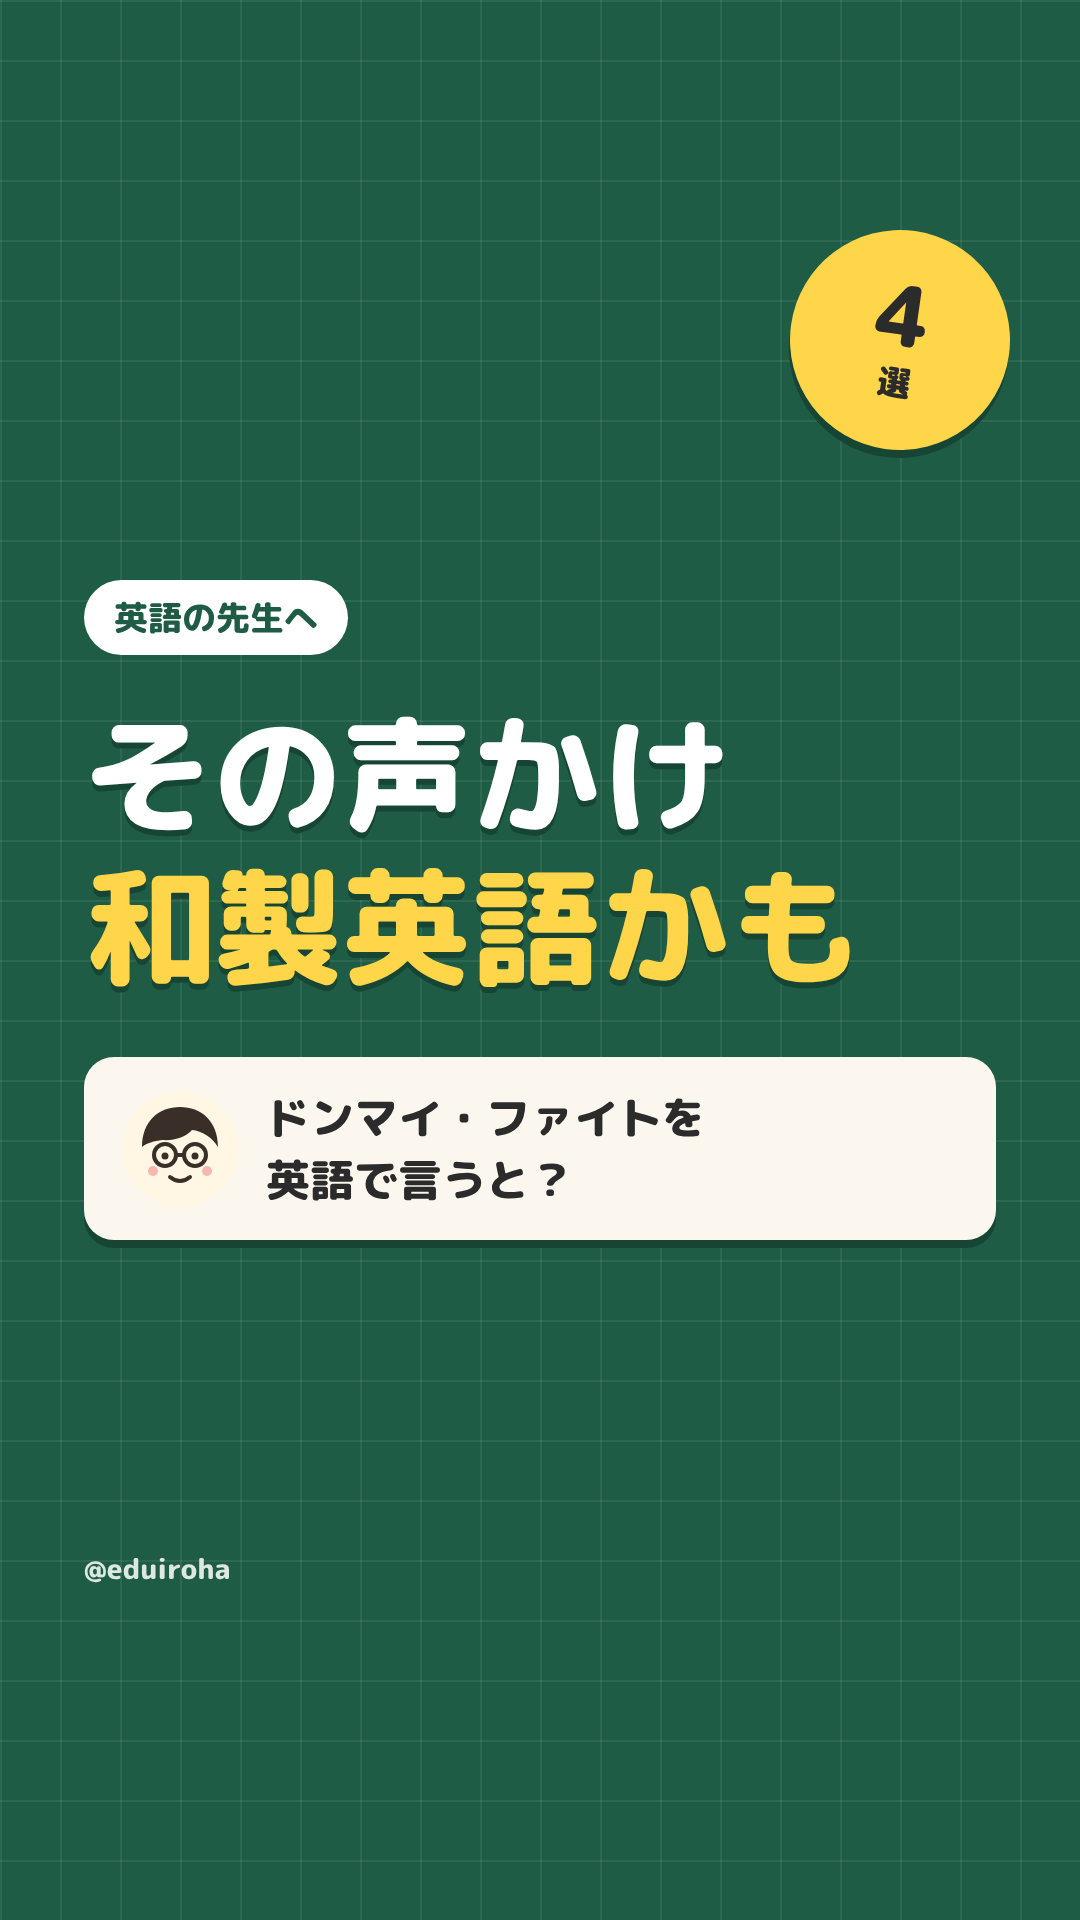 4
選
英語の先生へ
その声かけ
和製英語かも
ドンマイ・ファイトを
英語で言うと？
@eduiroha